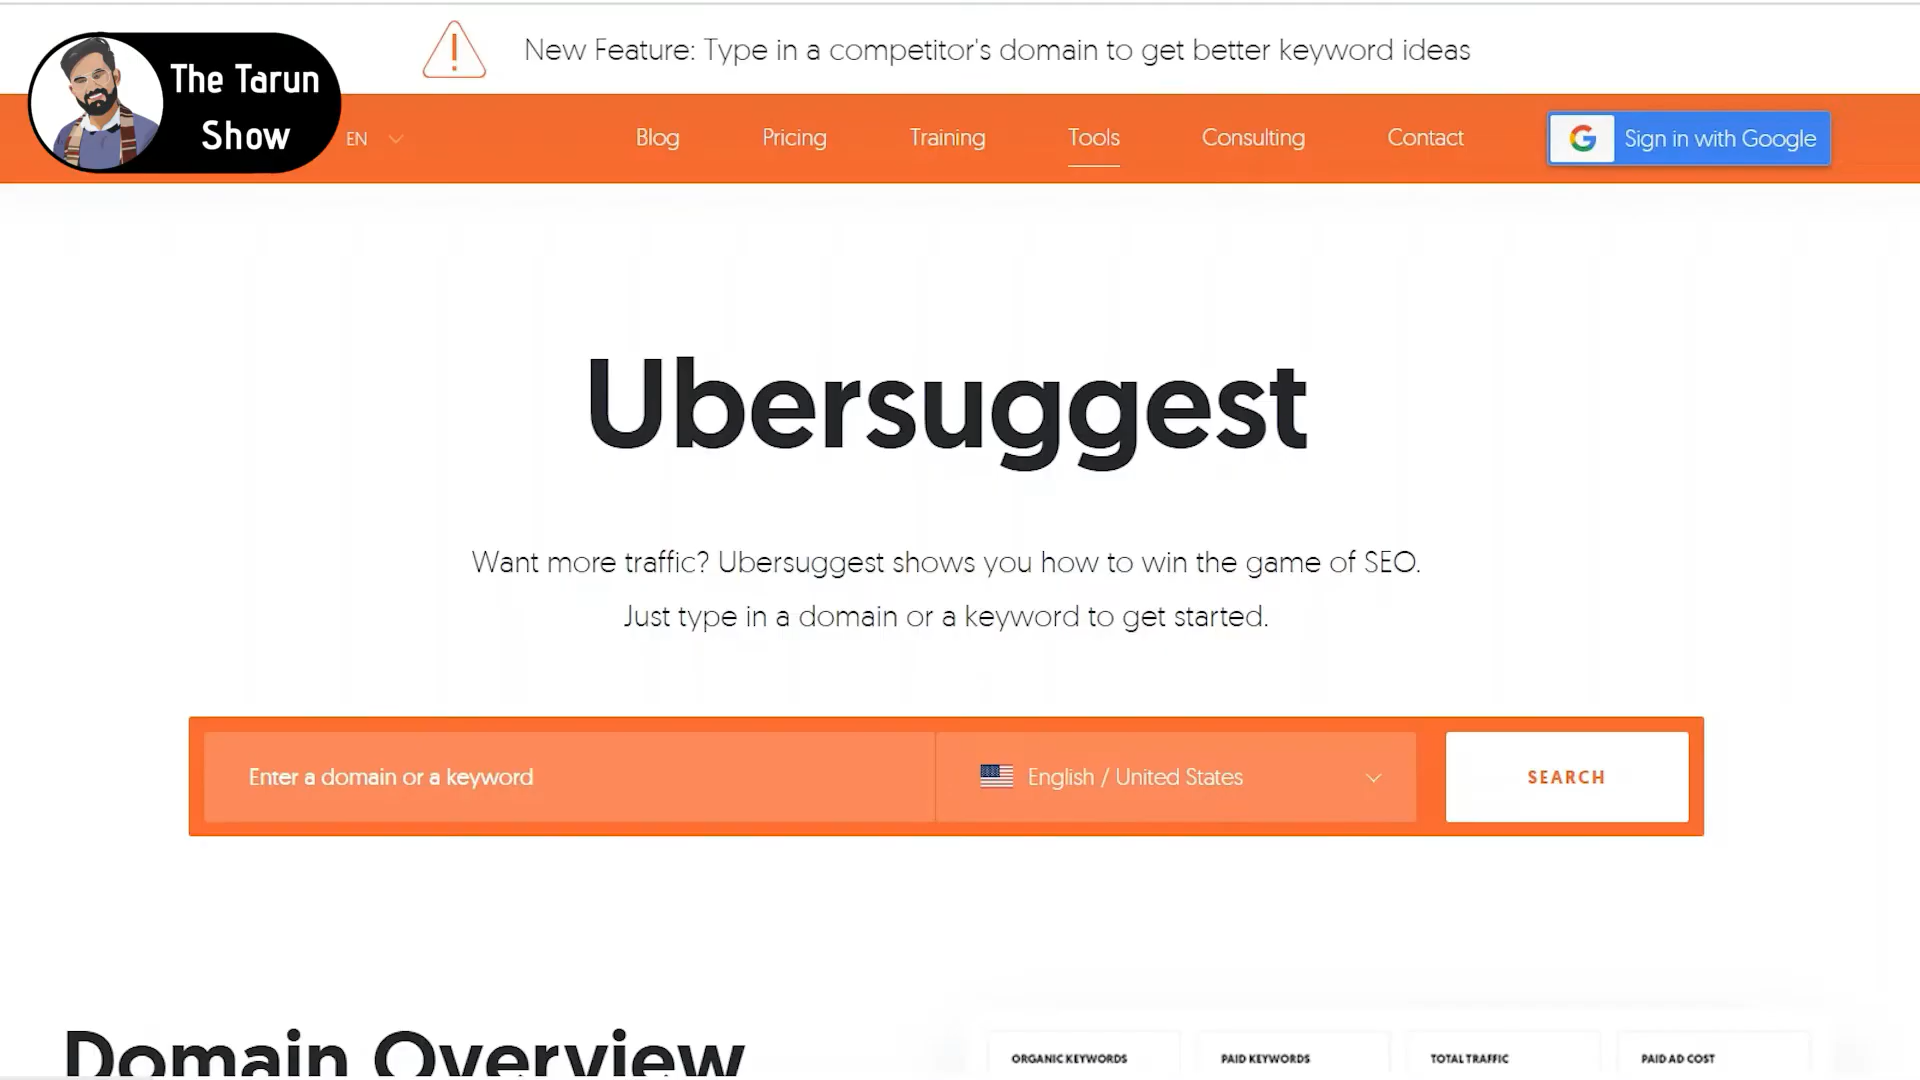 New Feature: Type in a competitor's domain to get better keyword ideas
The Tarun
Show
EN
Blog
Pricing
Training
Tools
Consulting
Contact
Sign in with Google
Ubersuggest
Want more traffic? Ubersuggest shows you how to win the game of SEO.
Just type in a domain or a keyword to get started.
Enter a domain or a keyword
English / United States
SEARCH
Domain Overview
ORGANIC KEYWORDS
PAID KEYWORDS
TOTAL TRAFFIC
PAID AD COST